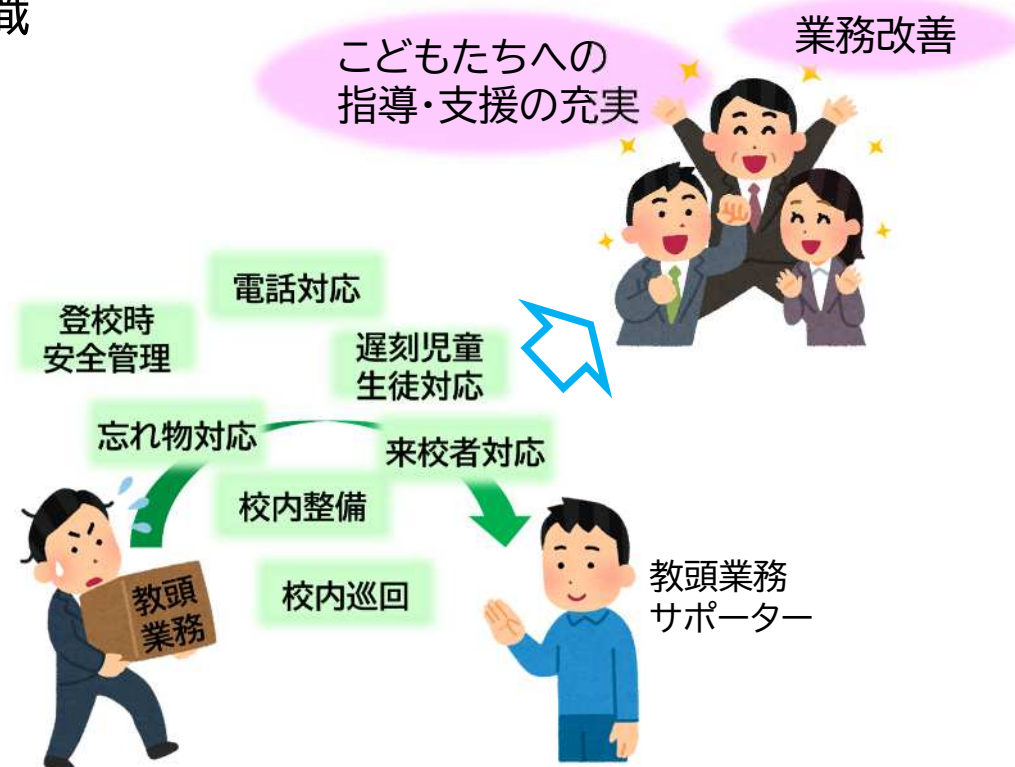 職
業務改善
こどもたちへの
指導・支援の充実
電話対応
登校時
安全管理
遅刻児童
生徒対応
忘れ物対応
来校者対応
校内整備
校内巡回
教頭
業務
教頭業務
サポーター